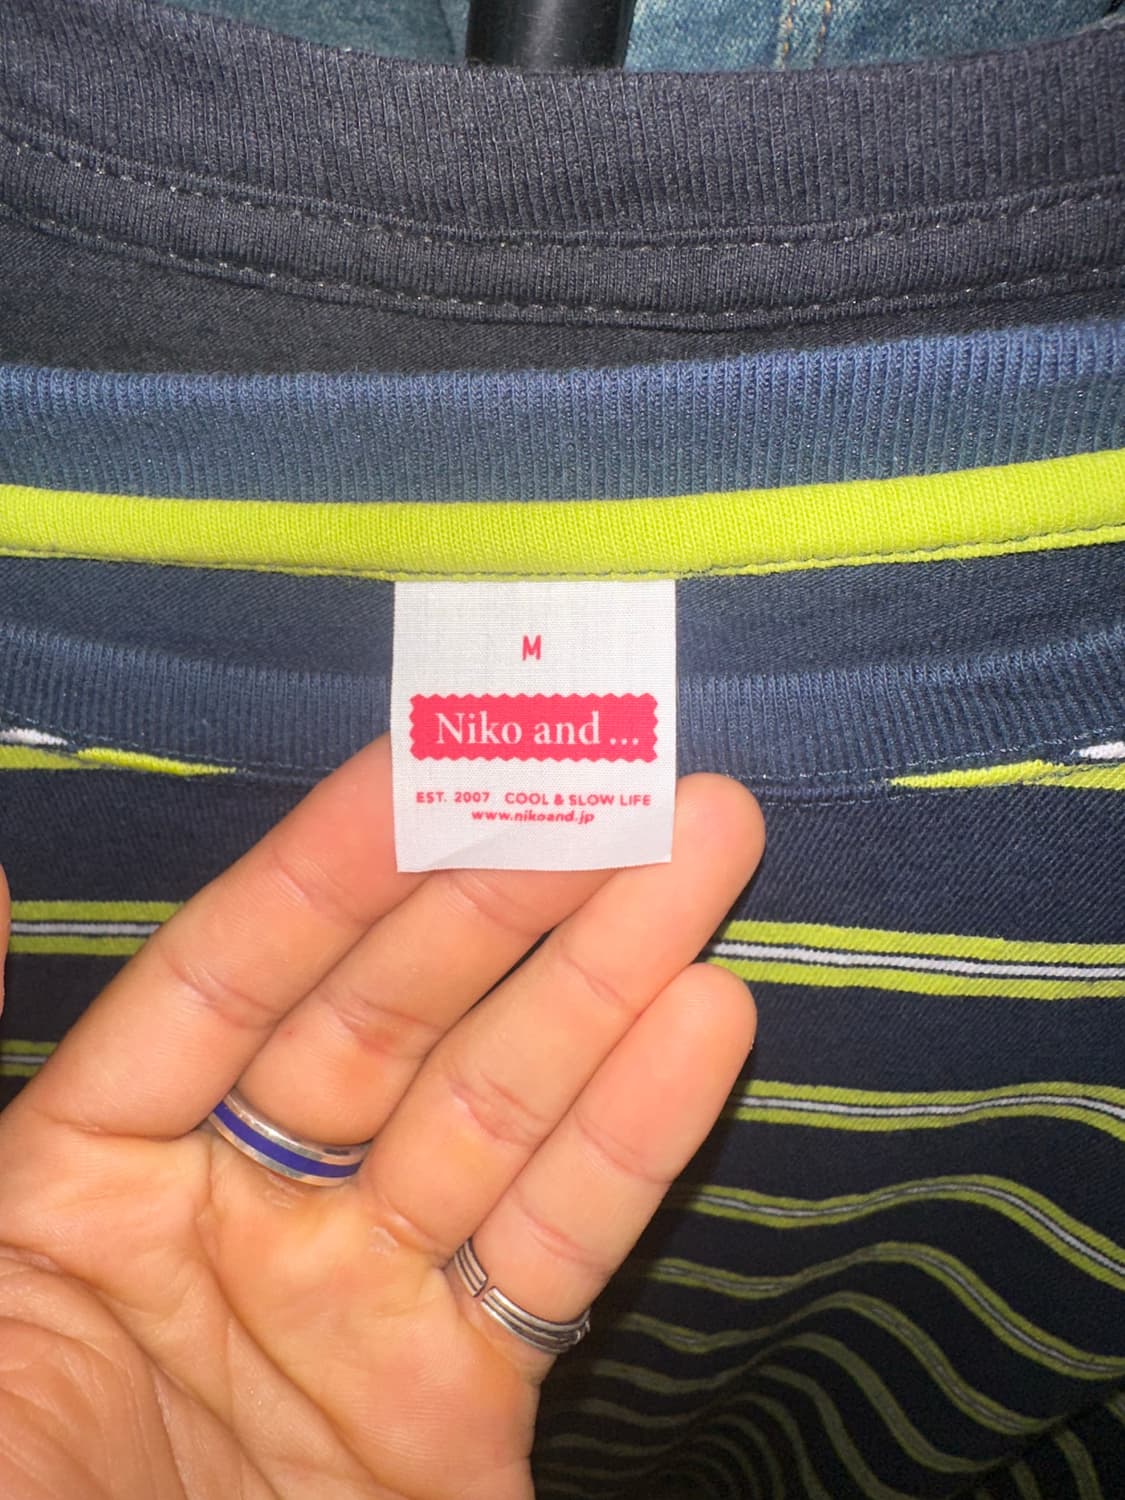 M
Niko and...
EST. 2007 COOL & SLOW LIFE
www.nikoand.jp